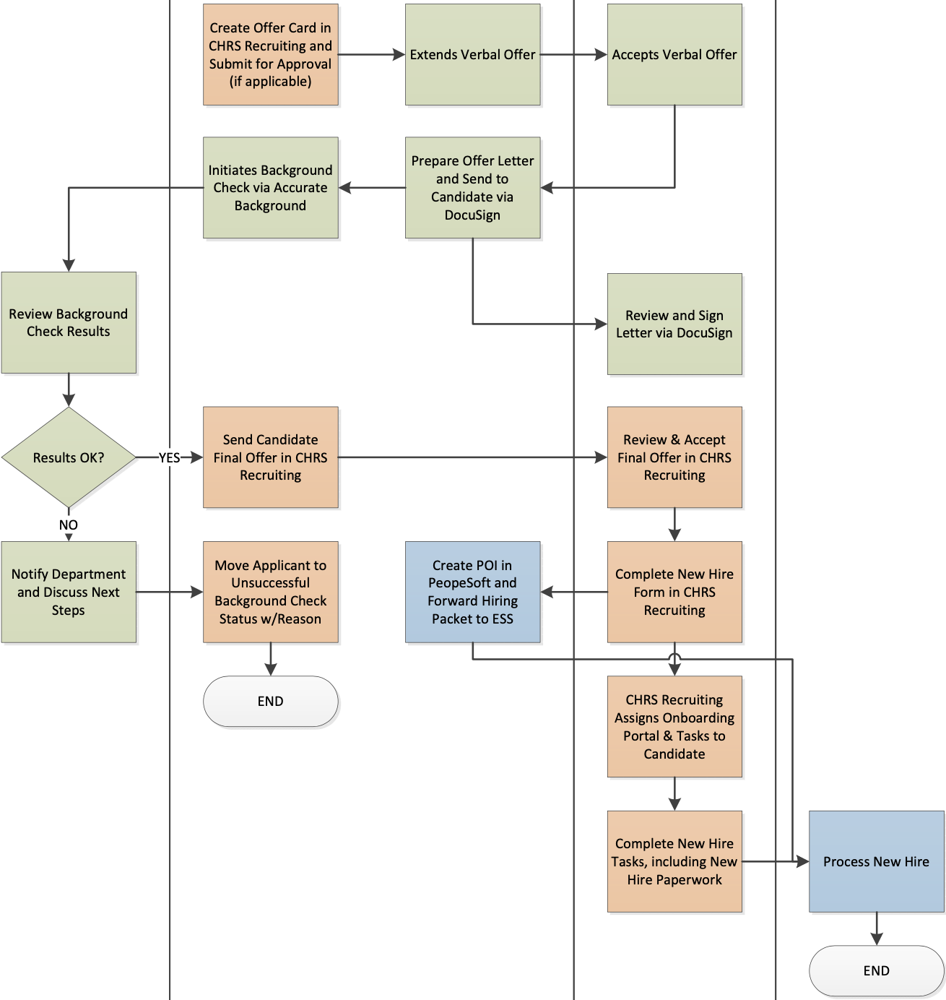 Create Offer Card in
CHRS Recruiting and
Submit for Approval
(if applicable)
Extends Verbal Offer
Accepts Verbal Offer
Initiates Background
Check via Accurate
Background
Prepare Offer Letter
and Send to
Candidate via
DocuSign
Review Background
Check Results
Review and Sign
Letter via DocuSign
Results OK?
YES
Send Candidate
Final Offer in CHRS
Recruiting
Review & Accept
Final Offer in CHRS
Recruiting
NO
Notify Department
and Discuss Next
Steps
Move Applicant to
Unsuccessful
Background Check
Status w/Reason
Create POI in
PeopeSoft and
Forward Hiring
Packet to ESS
Complete New Hire
Form in CHRS
Recruiting
END
CHRS Recruiting
Assigns Onboarding
Portal & Tasks to
Candidate
Complete New Hire
Tasks, including New
Hire Paperwork
Process New Hire
END